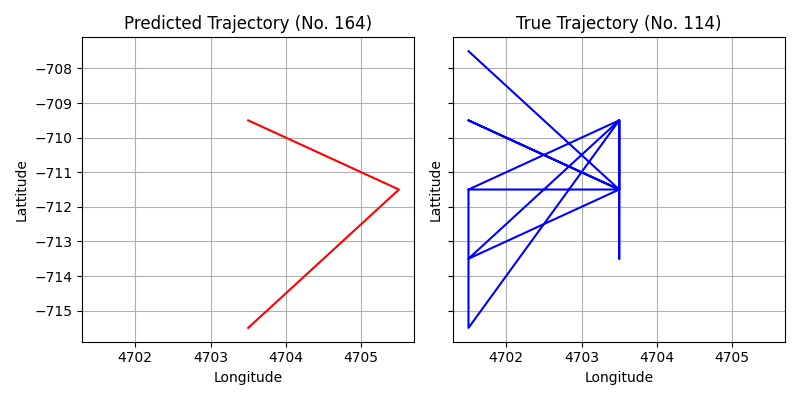 Predicted Trajectory (No. 164)
True Trajectory (No. 114)
Lattitude
−708
−709
−710
−711
−712
−713
−714
−715
4702 4703 4704 4705
Longitude
Lattitude
4702 4703 4704 4705
Longitude